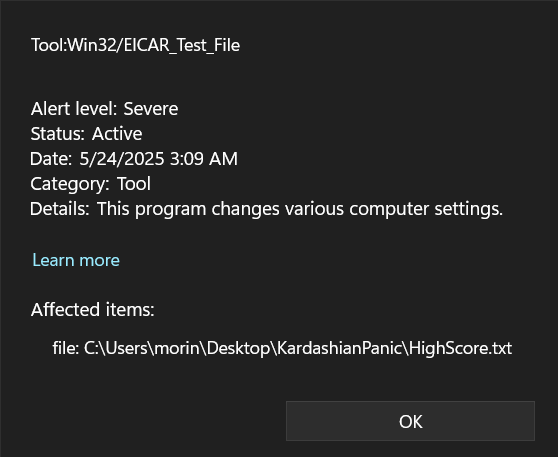 Tool:Win32/EICAR_Test_File
Alert level: Severe
Status: Active
Date: 5/24/2025 3:09 AM
Category: Tool
Details: This program changes various computer settings.
Learn more
Affected items:
file: C:\Users\morin\Desktop\KardashianPanic\HighScore.txt
OK